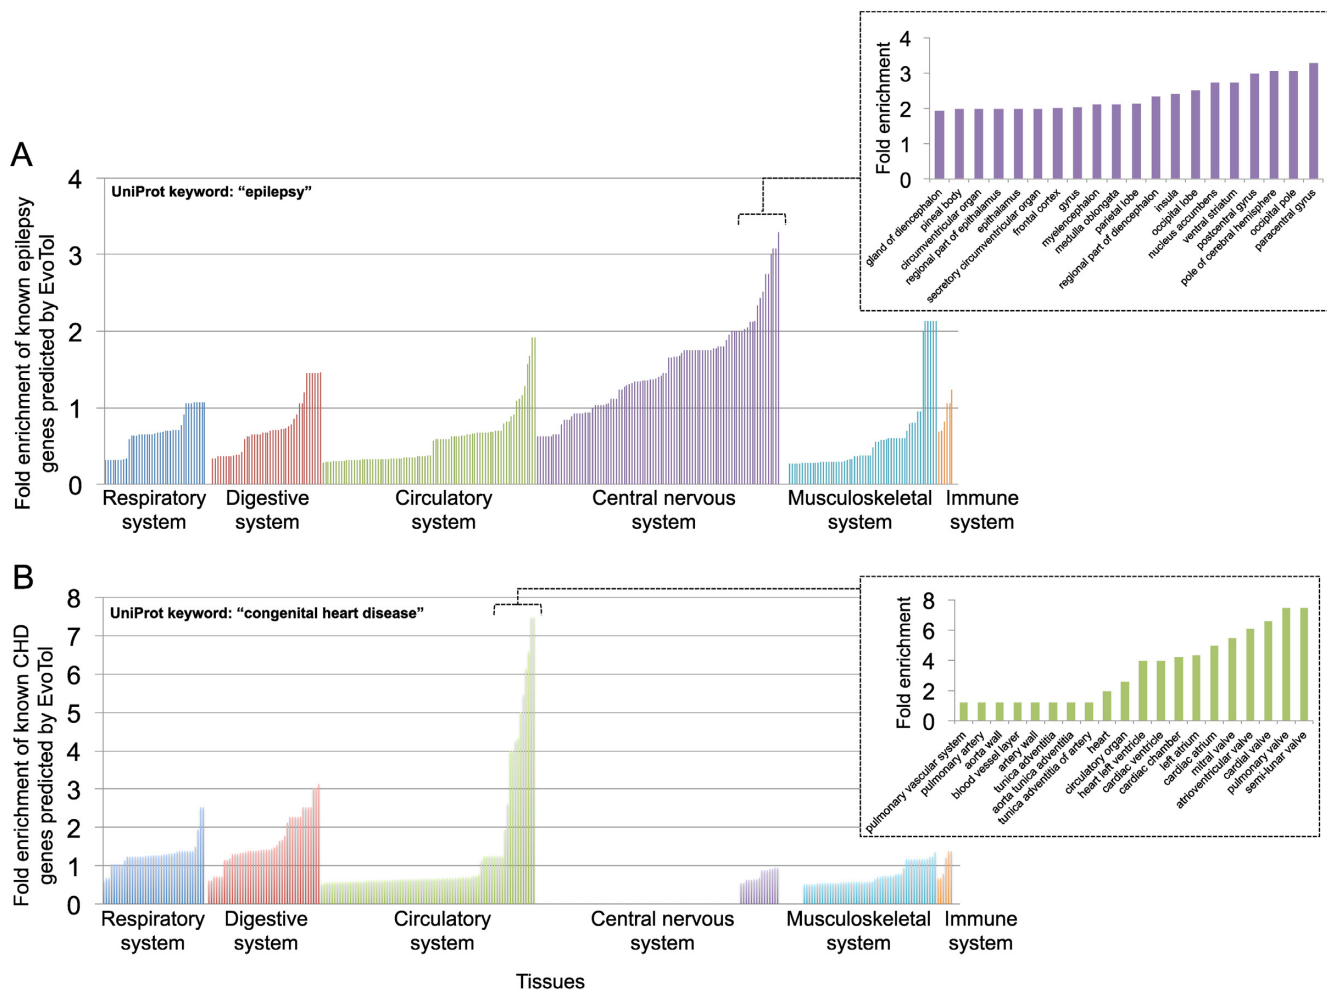 A
UniProt keyword: “epilepsy”
Fold enrichment of known epilepsy
genes predicted by EvoTol
4
3
2
1
0
Respiratory
system
Digestive
system
Circulatory
system
Central nervous
system
Musculoskeletal
system
Immune
system
Fold enrichment
4
3
2
1
0
gland of diencephalon
pineal body
circumventricular organ
regional part of epithalamus
epithalamus
secretory circumventricular organ
frontal cortex
gyrus
myelencephalon
medulla oblongata
parietal lobe
regional part of diencephalon
insula
occipital lobe
nucleus accumbens
ventral striatum
postcentral gyrus
pole of cerebral hemisphere
occipital pole
paracentral gyrus
B
UniProt keyword: “congenital heart disease”
Fold enrichment of known CHD
genes predicted by EvoTol
8
7
6
5
4
3
2
1
0
Respiratory
system
Digestive
system
Circulatory
system
Central nervous
system
Musculoskeletal
system
Immune
system
Tissues
Fold enrichment
8
6
4
2
0
pulmonary vascular system
pulmonary artery
aorta wall
blood vessel layer
artery wall
tunica adventitia
aorta tunica adventitia
tunica adventitia of artery
heart
circulatory organ
heart left ventricle
cardiac ventricle
cardiac chamber
left atrium
cardiac atrium
mitral valve
atrioventricular valve
cardial valve
pulmonary valve
semi-lunar valve